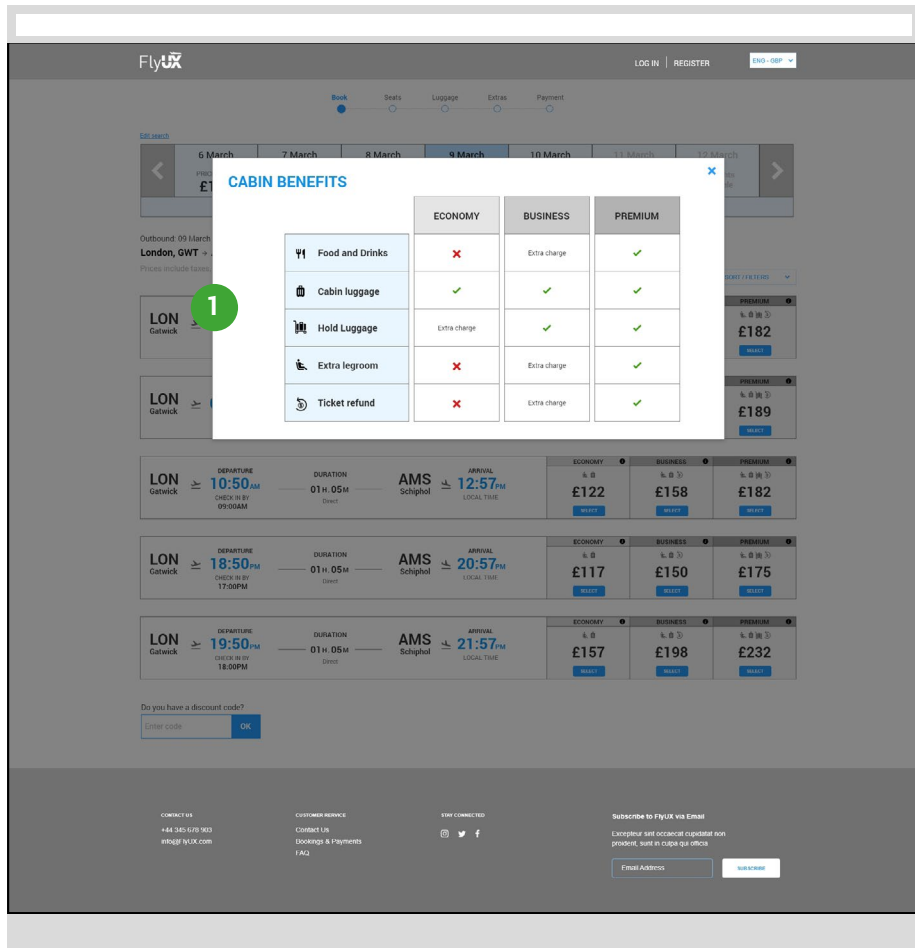 FlyUX
LOG IN | REGISTER
ENG - GBP
Book Seats Luggage Extras Payment
Edit search
6 March 7 March 8 March 9 March 10 March 11 March 12 March
CABIN BENEFITS
ECONOMY BUSINESS PREMIUM
Food and Drinks Extra charge
Cabin luggage
Hold Luggage Extra charge
Extra legroom Extra charge
Ticket refund Extra charge
1
Outbound: 09 March
London, GWT
Prices include taxes,
SORT / FILTERS
LON
Gatwick
PREMIUM
£182
SELECT
LON
Gatwick
PREMIUM
£189
SELECT
LON
Gatwick
DEPARTURE
10:50AM
CHECK IN BY
09:00AM
DURATION
01H.05M
Direct
AMS
Schiphol
ARRIVAL
12:57PM
LOCAL TIME
ECONOMY BUSINESS PREMIUM
£122 £158 £182
SELECT SELECT SELECT
LON
Gatwick
DEPARTURE
18:50PM
CHECK IN BY
17:00PM
DURATION
01H.05M
Direct
AMS
Schiphol
ARRIVAL
20:57PM
LOCAL TIME
ECONOMY BUSINESS PREMIUM
£117 £150 £175
SELECT SELECT SELECT
LON
Gatwick
DEPARTURE
19:50PM
CHECK IN BY
18:00PM
DURATION
01H.05M
Direct
AMS
Schiphol
ARRIVAL
21:57PM
LOCAL TIME
ECONOMY BUSINESS PREMIUM
£157 £198 £232
SELECT SELECT SELECT
Do you have a discount code?
Enter code OK
CONTACT US
+44 345 678 903
info@FlyUX.com
CUSTOMER SERVICE
Contact Us
Bookings & Payments
FAQ
STAY CONNECTED
Subscribe to FlyUX via Email
Excepteur sint occaecat cupidatat non
proident, sunt in culpa qui officia
Email Address SUBSCRIBE